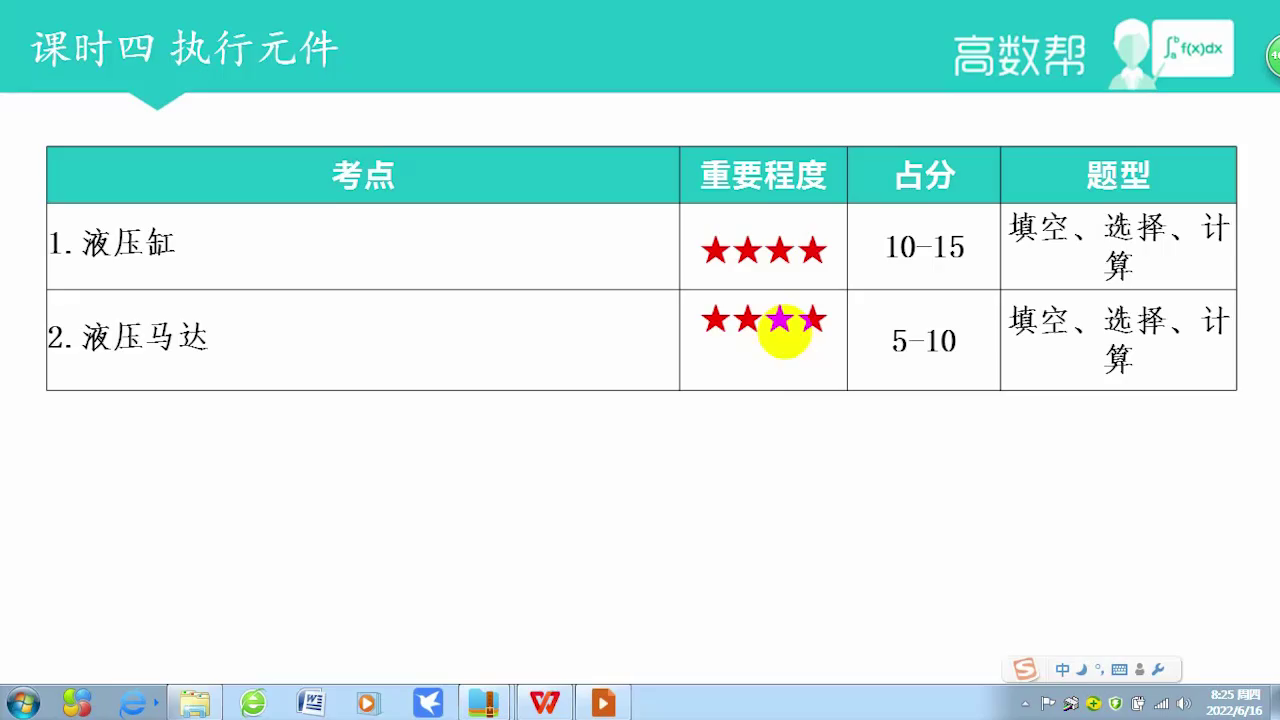 课时四 执行元件
高数帮
∫ₐᵇ f(x)dx
考点 重要程度 占分 题型
1.液压缸 ★★★★ 10-15 填空、选择、计
算
2.液压马达 ★★★★ 5-10 填空、选择、计
算
中
8:25 周四
2022/6/16